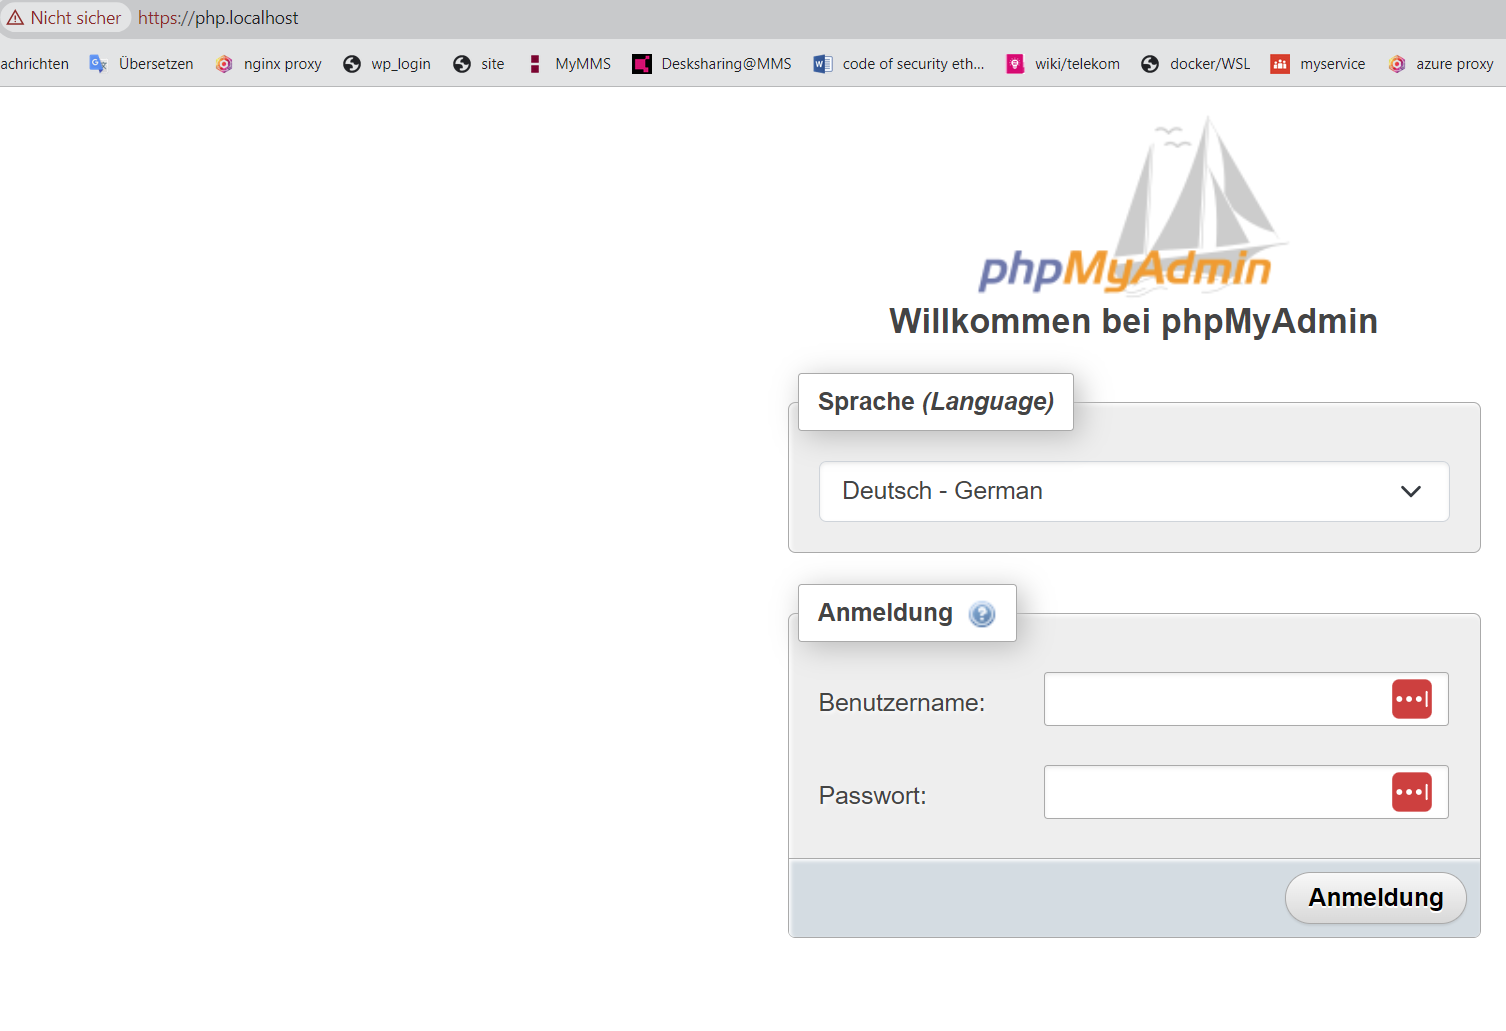 Nicht sicher https://php.localhost
achrichten Übersetzen nginx proxy wp_login site MyMMS Desksharing@MMS code of security eth... wiki/telekom docker/WSL myservice azure proxy
phpMyAdmin
Willkommen bei phpMyAdmin
Sprache (Language)
Deutsch - German
Anmeldung
Benutzername:
Passwort:
Anmeldung